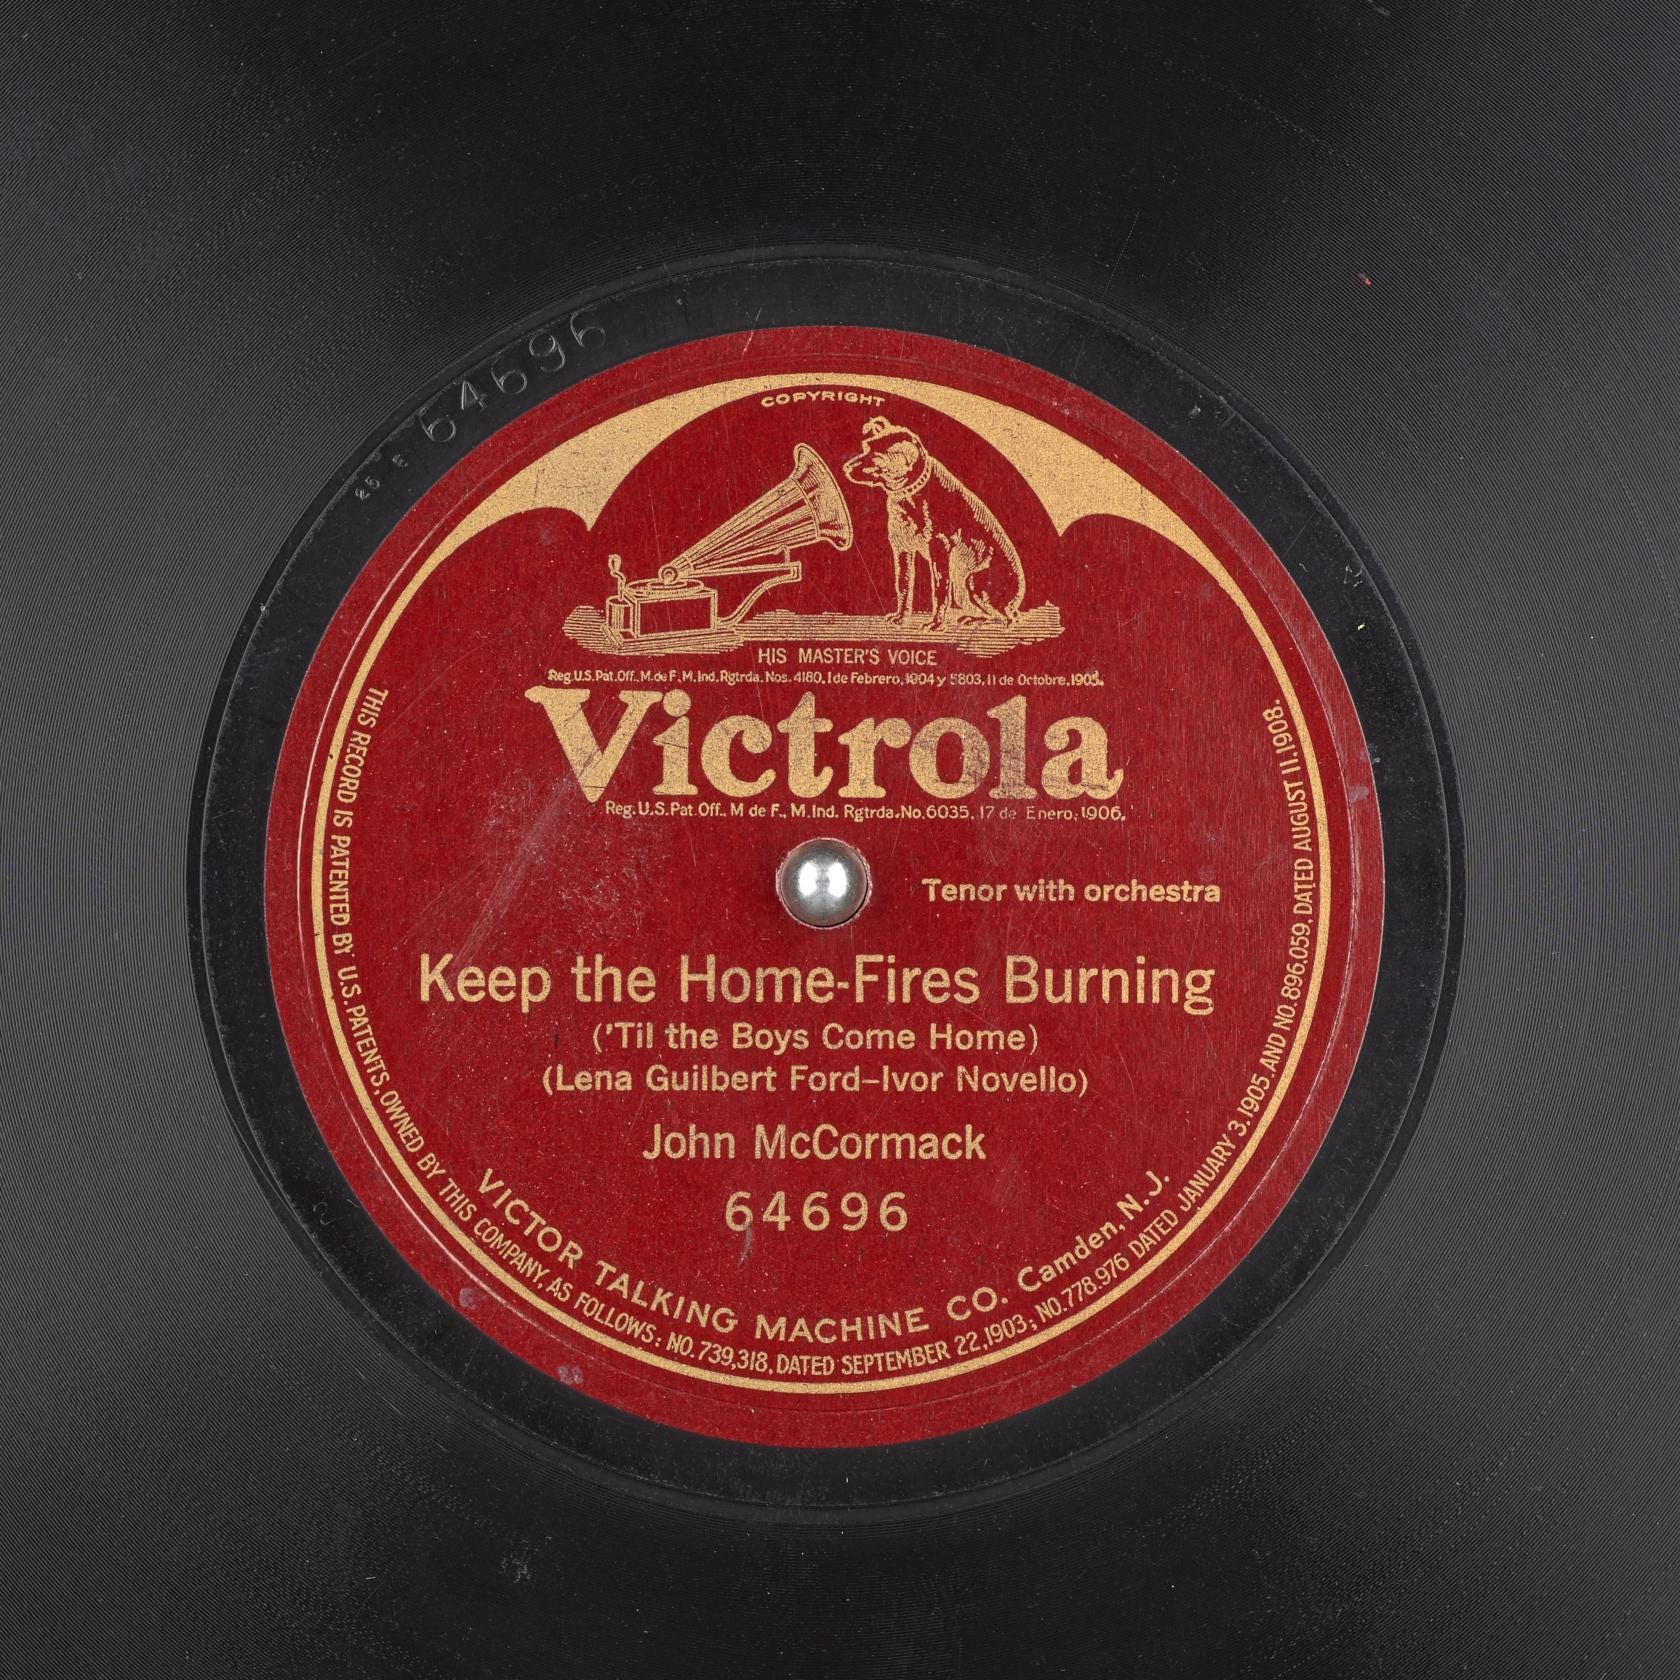 64696
25 E
COPYRIGHT
HIS MASTER'S VOICE
Reg.U.S.Pat.Off., M.de F., M.Ind. Rgtrda. Nos. 4180, 1 de Febrero, 1904 y 5803, 11 de Octobre, 1905.
Victrola
Reg. U.S. Pat. Off., M de F., M.Ind. Rgtrda. No. 6035, 17 de Enero, 1906.
Tenor with orchestra
Keep the Home-Fires Burning
('Til the Boys Come Home)
(Lena Guilbert Ford–Ivor Novello)
John McCormack
64696
VICTOR TALKING MACHINE CO. Camden, N.J.
THIS RECORD IS PATENTED BY U.S. PATENTS, OWNED BY THIS COMPANY, AS FOLLOWS: NO. 739,318, DATED SEPTEMBER 22, 1903; NO. 778.976 DATED JANUARY 3, 1905. AND NO. 896,059, DATED AUGUST 11, 1908.